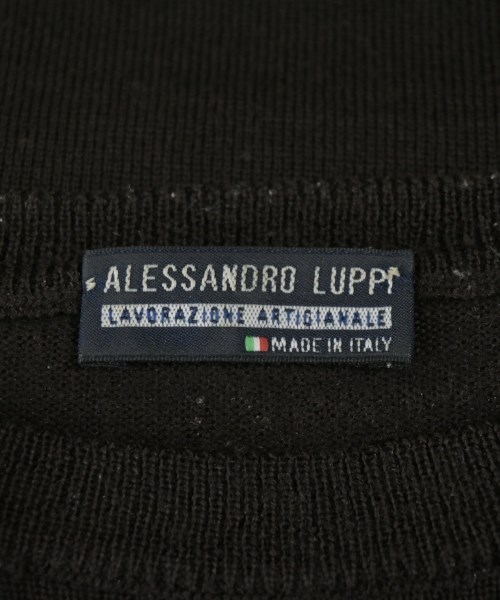 ALESSANDRO LUPPI
LAVORAZIONE ARTIGIANALE
MADE IN ITALY